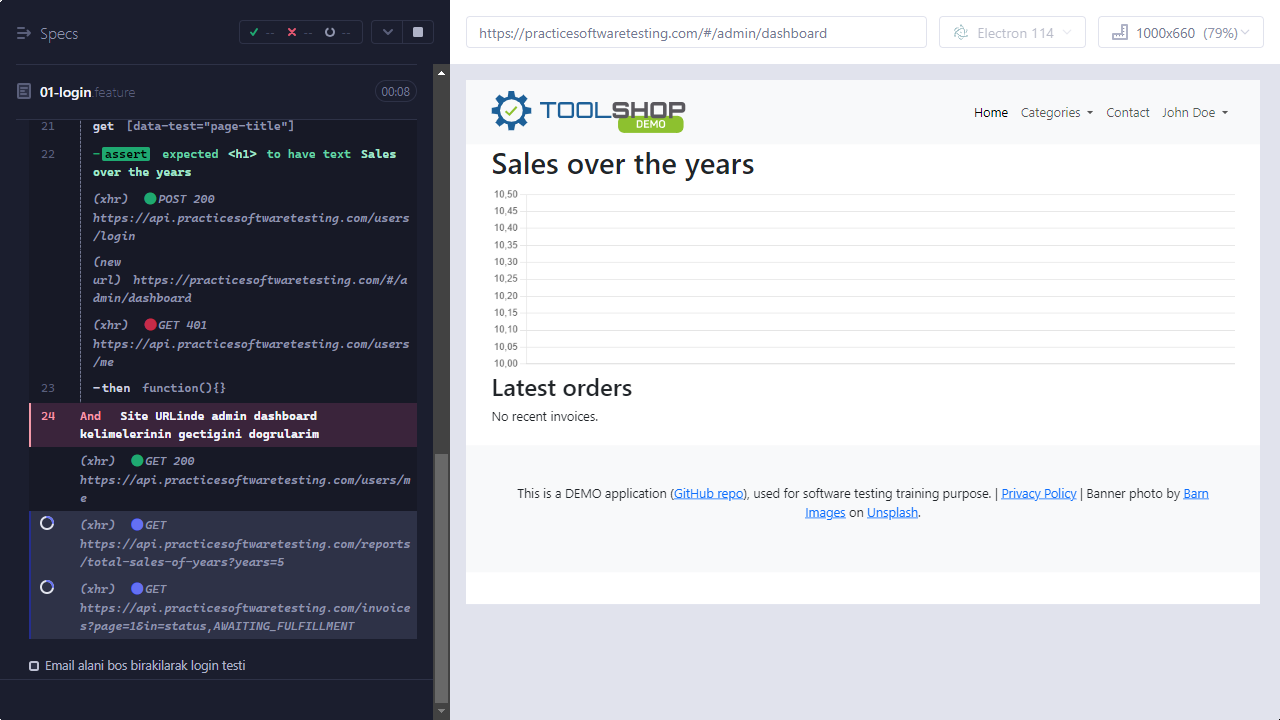 Specs
-- -- --
01-login.feature
00:08
21 get [data-test="page-title"]
22 -assert expected <h1> to have text Sales
over the years
(xhr) POST 200
https://api.practicesoftwaretesting.com/users
/login
(new
url) https://practicesoftwaretesting.com/#/a
dmin/dashboard
(xhr) GET 401
https://api.practicesoftwaretesting.com/users
/me
23 -then function(){}
24 And Site URLinde admin dashboard
kelimelerinin gectigini dogrularim
(xhr) GET 200
https://api.practicesoftwaretesting.com/users/m
e
(xhr) GET
https://api.practicesoftwaretesting.com/reports
/total-sales-of-years?years=5
(xhr) GET
https://api.practicesoftwaretesting.com/invoice
s?page=1&in=status,AWAITING_FULFILLMENT
Email alani bos birakilarak login testi
https://practicesoftwaretesting.com/#/admin/dashboard
Electron 114
1000x660 (79%)
TOOLSHOP
DEMO
Home Categories Contact John Doe
Sales over the years
10,50
10,45
10,40
10,35
10,30
10,25
10,20
10,15
10,10
10,05
10,00
Latest orders
No recent invoices.
This is a DEMO application (GitHub repo), used for software testing training purpose. | Privacy Policy | Banner photo by Barn
Images on Unsplash.